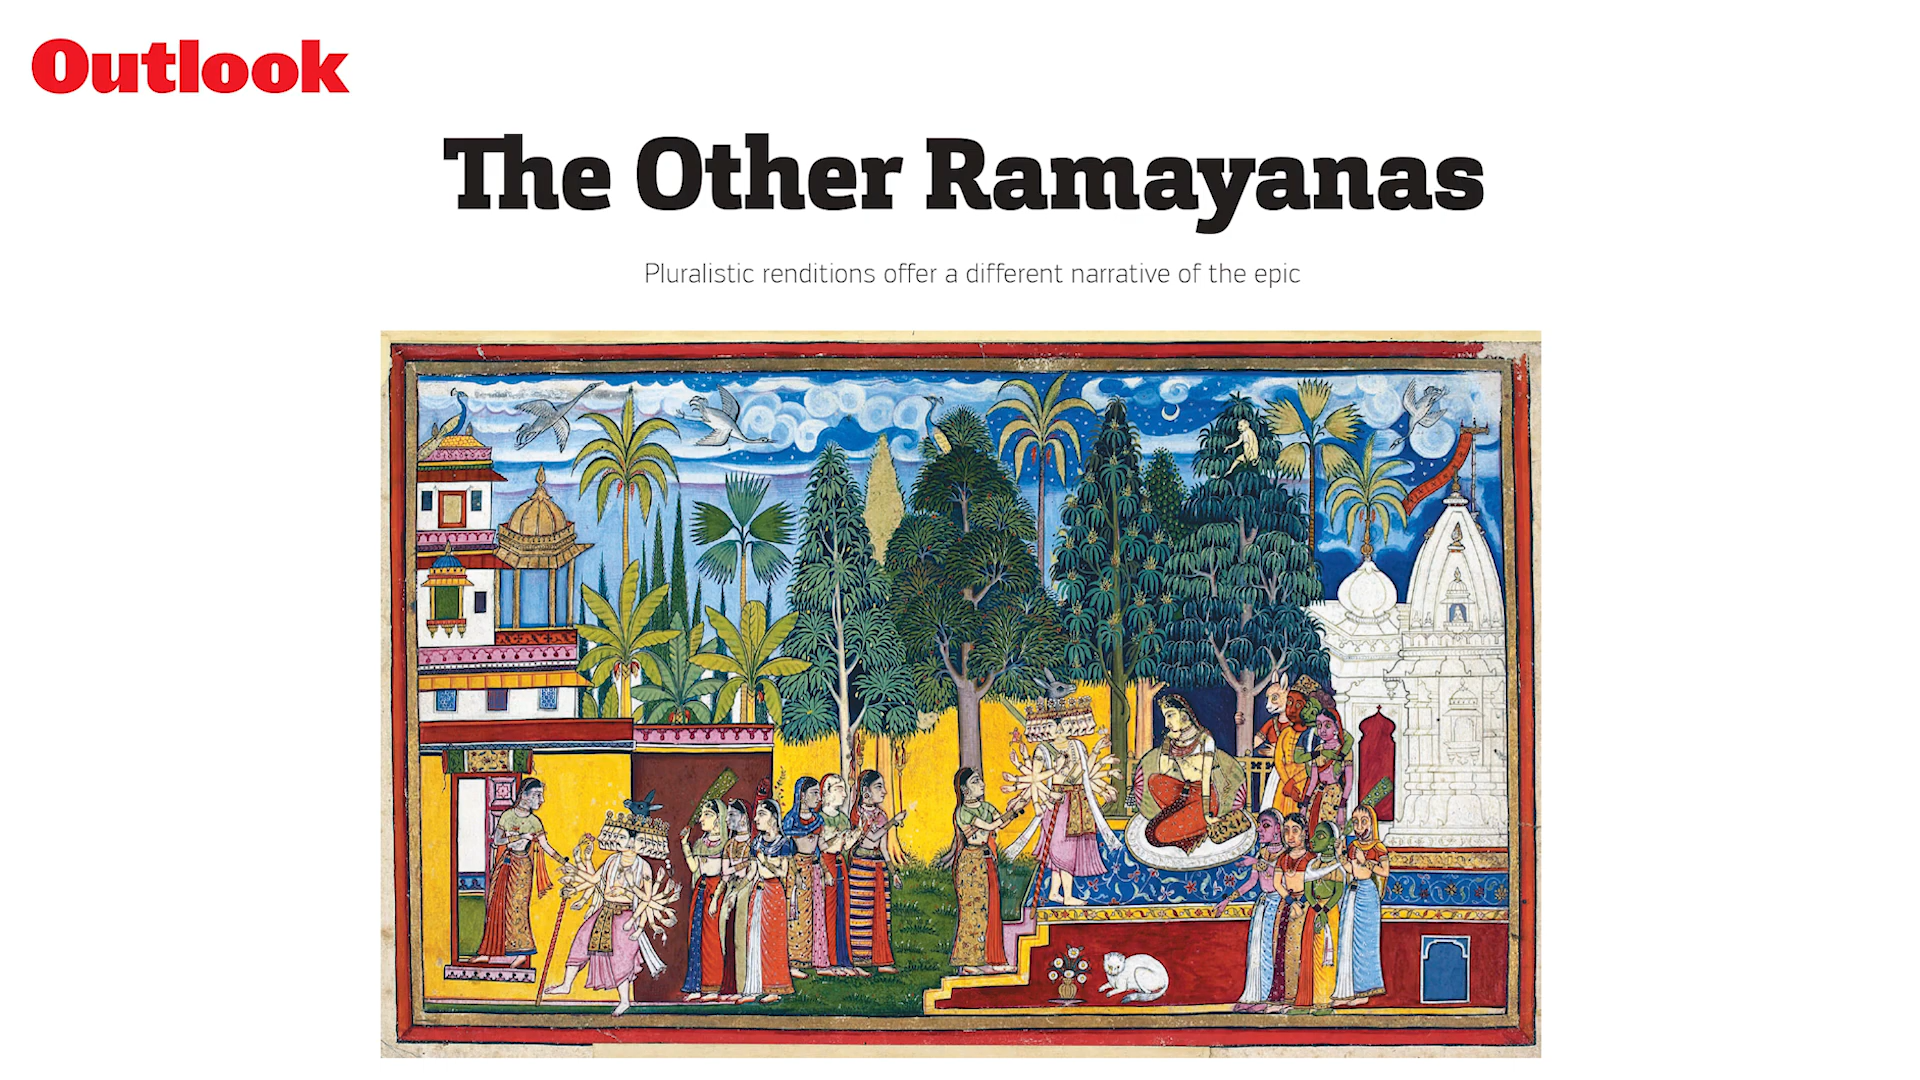 Outlook
The Other Ramayanas
Pluralistic renditions offer a different narrative of the epic